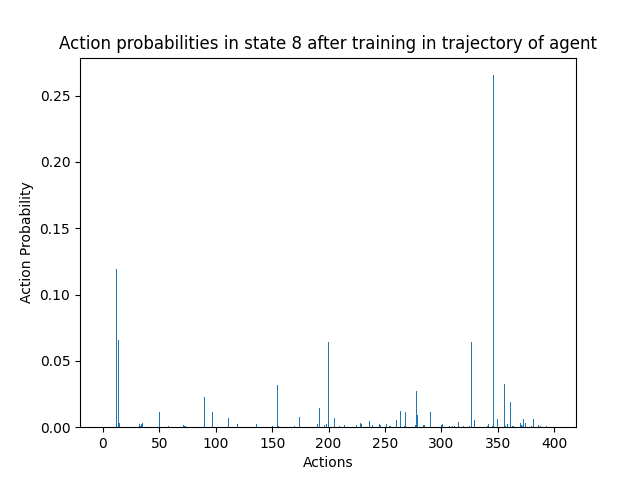 Action probabilities in state 8 after training in trajectory of agent
0.25
0.20
0.15
0.10
0.05
0.00
Action Probability
0 50 100 150 200 250 300 350 400
Actions